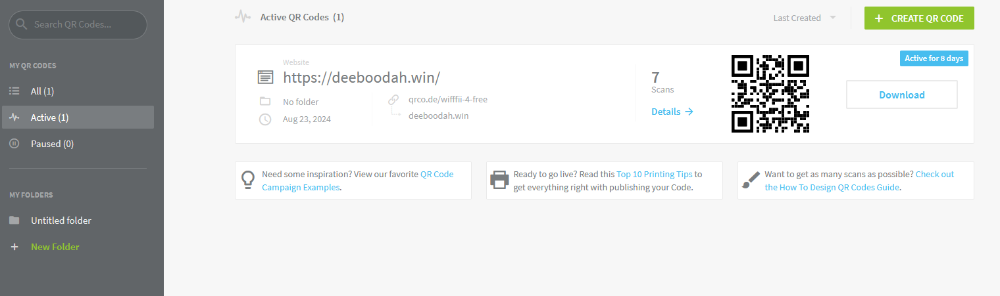 Search QR Codes...
MY QR CODES
All (1)
Active (1)
Paused (0)
MY FOLDERS
Untitled folder
New Folder
Active QR Codes (1)
Last Created
+ CREATE QR CODE
Website
https://deeboodah.win/
No folder
Aug 23, 2024
qrco.de/wifffii-4-free
deeboodah.win
7
Scans
Details →
Active for 8 days
Download
Need some inspiration? View our favorite QR Code
Campaign Examples.
Ready to go live? Read this Top 10 Printing Tips to
get everything right with publishing your Code.
Want to get as many scans as possible? Check out
the How To Design QR Codes Guide.